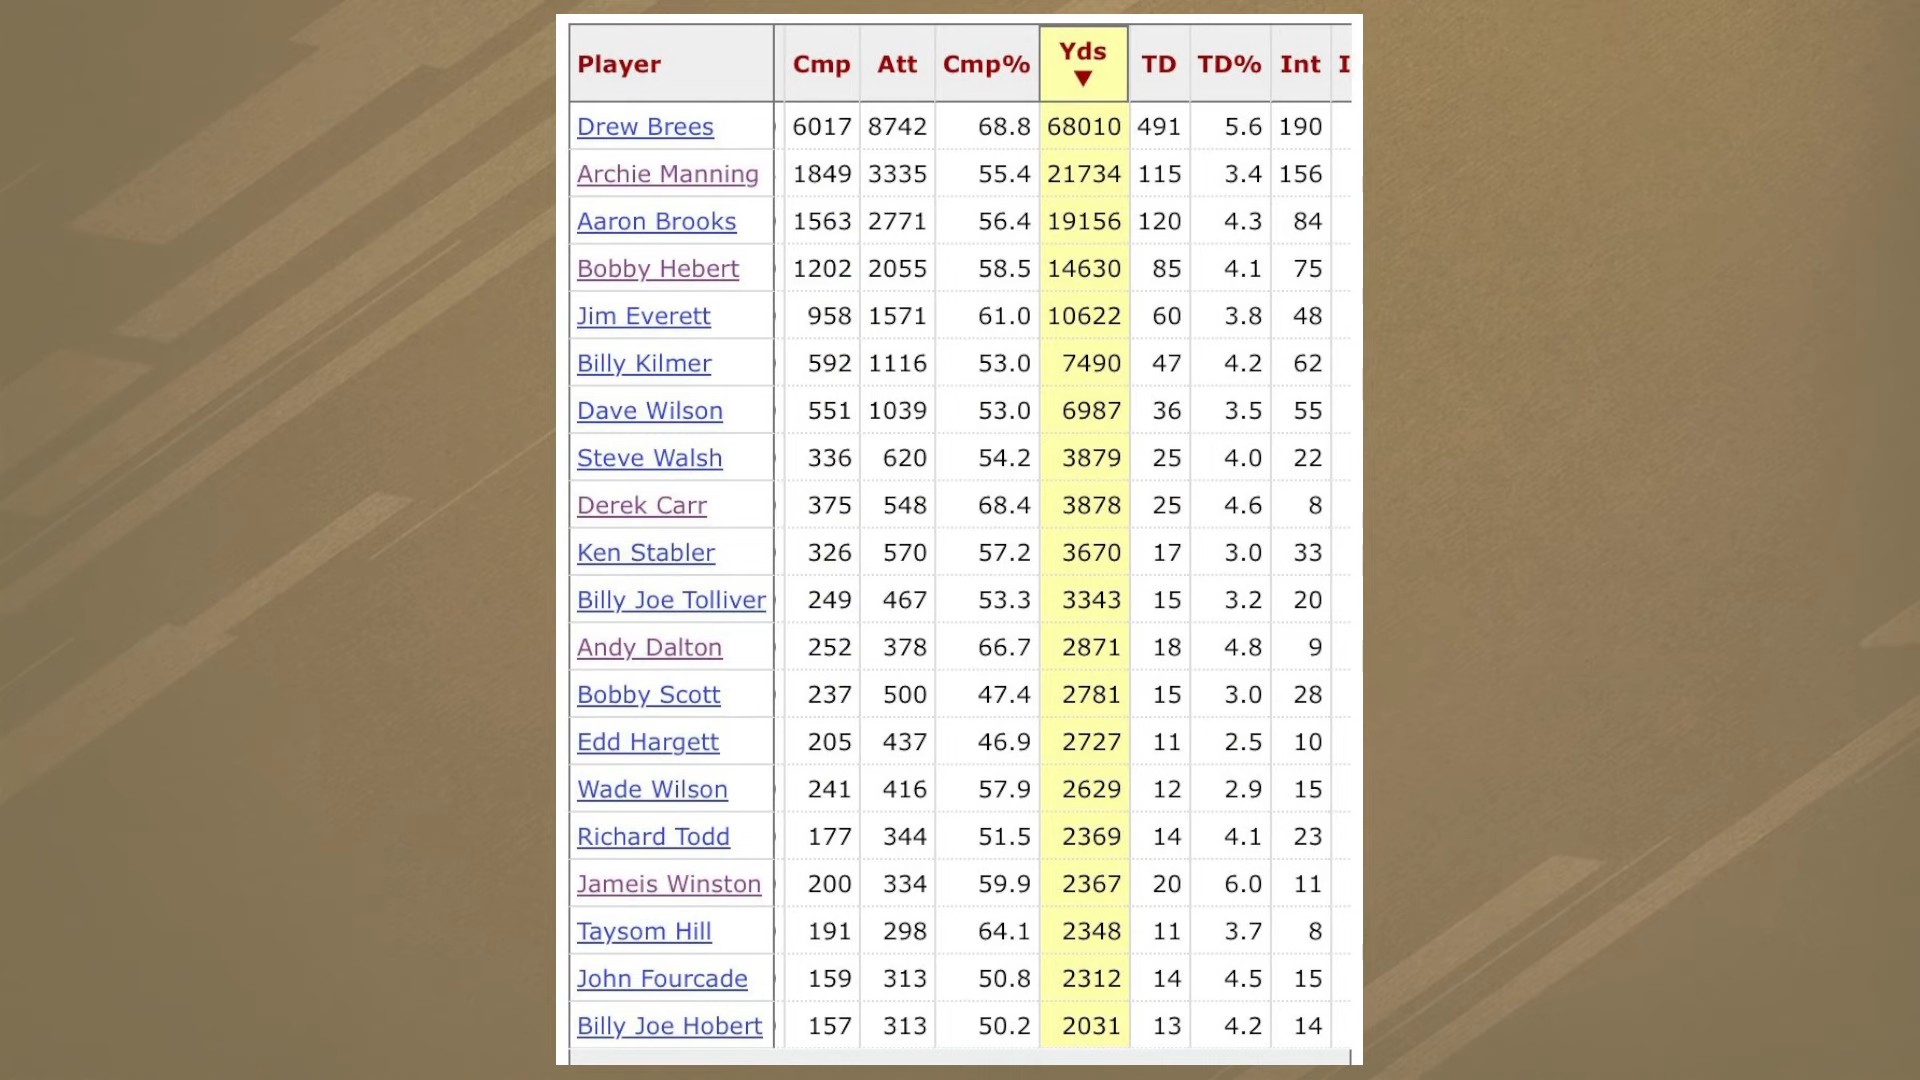 Player Cmp Att Cmp% Yds ▼ TD TD% Int I
Drew Brees 6017 8742 68.8 68010 491 5.6 190
Archie Manning 1849 3335 55.4 21734 115 3.4 156
Aaron Brooks 1563 2771 56.4 19156 120 4.3 84
Bobby Hebert 1202 2055 58.5 14630 85 4.1 75
Jim Everett 958 1571 61.0 10622 60 3.8 48
Billy Kilmer 592 1116 53.0 7490 47 4.2 62
Dave Wilson 551 1039 53.0 6987 36 3.5 55
Steve Walsh 336 620 54.2 3879 25 4.0 22
Derek Carr 375 548 68.4 3878 25 4.6 8
Ken Stabler 326 570 57.2 3670 17 3.0 33
Billy Joe Tolliver 249 467 53.3 3343 15 3.2 20
Andy Dalton 252 378 66.7 2871 18 4.8 9
Bobby Scott 237 500 47.4 2781 15 3.0 28
Edd Hargett 205 437 46.9 2727 11 2.5 10
Wade Wilson 241 416 57.9 2629 12 2.9 15
Richard Todd 177 344 51.5 2369 14 4.1 23
Jameis Winston 200 334 59.9 2367 20 6.0 11
Taysom Hill 191 298 64.1 2348 11 3.7 8
John Fourcade 159 313 50.8 2312 14 4.5 15
Billy Joe Hobert 157 313 50.2 2031 13 4.2 14